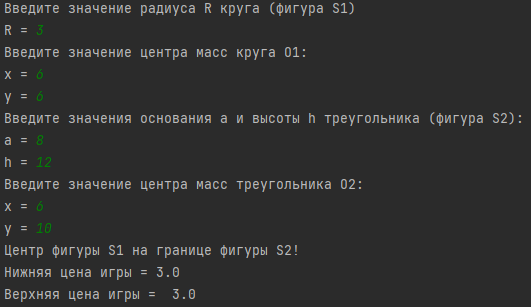 Введите значение радиуса R круга (фигура S1)
R = 3
Введите значение центра масс круга O1:
x = 6
y = 6
Введите значения основания a и высоты h треугольника (фигура S2):
a = 8
h = 12
Введите значение центра масс треугольника O2:
x = 6
y = 10
Центр фигуры S1 на границе фигуры S2!
Нижняя цена игры = 3.0
Верхняя цена игры =  3.0